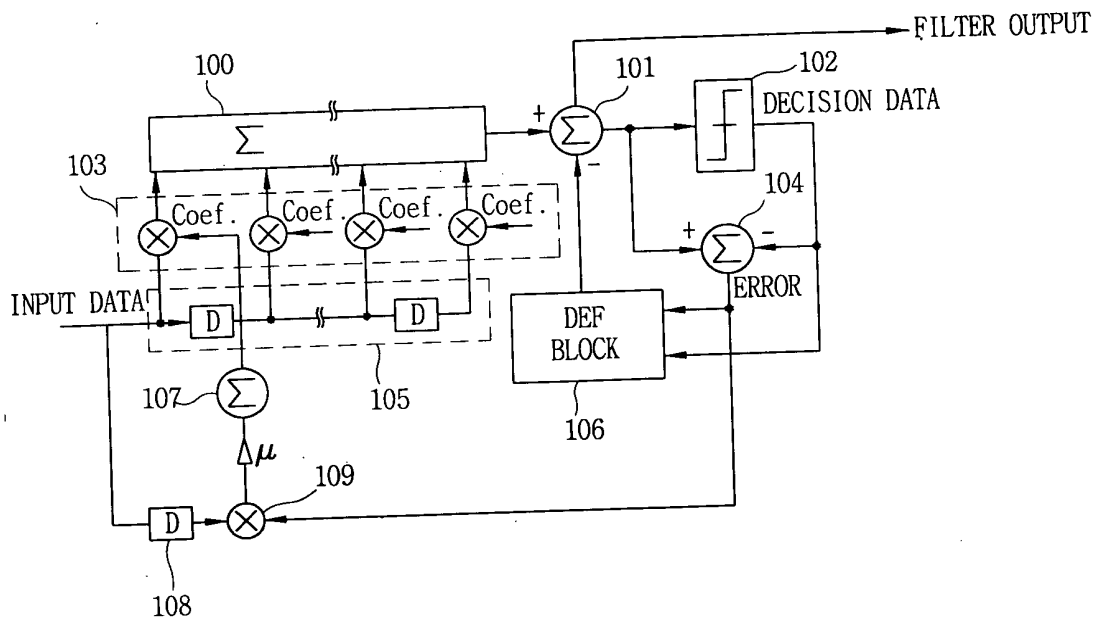 FILTER OUTPUT
100
101
102
+
Σ
Σ
DECISION DATA
−
103
104
Coef.
Coef.
Coef.
Coef.
+
Σ
−
INPUT DATA
D
D
ERROR
DEF
BLOCK
107
Σ
105
106
μ
109
D
108